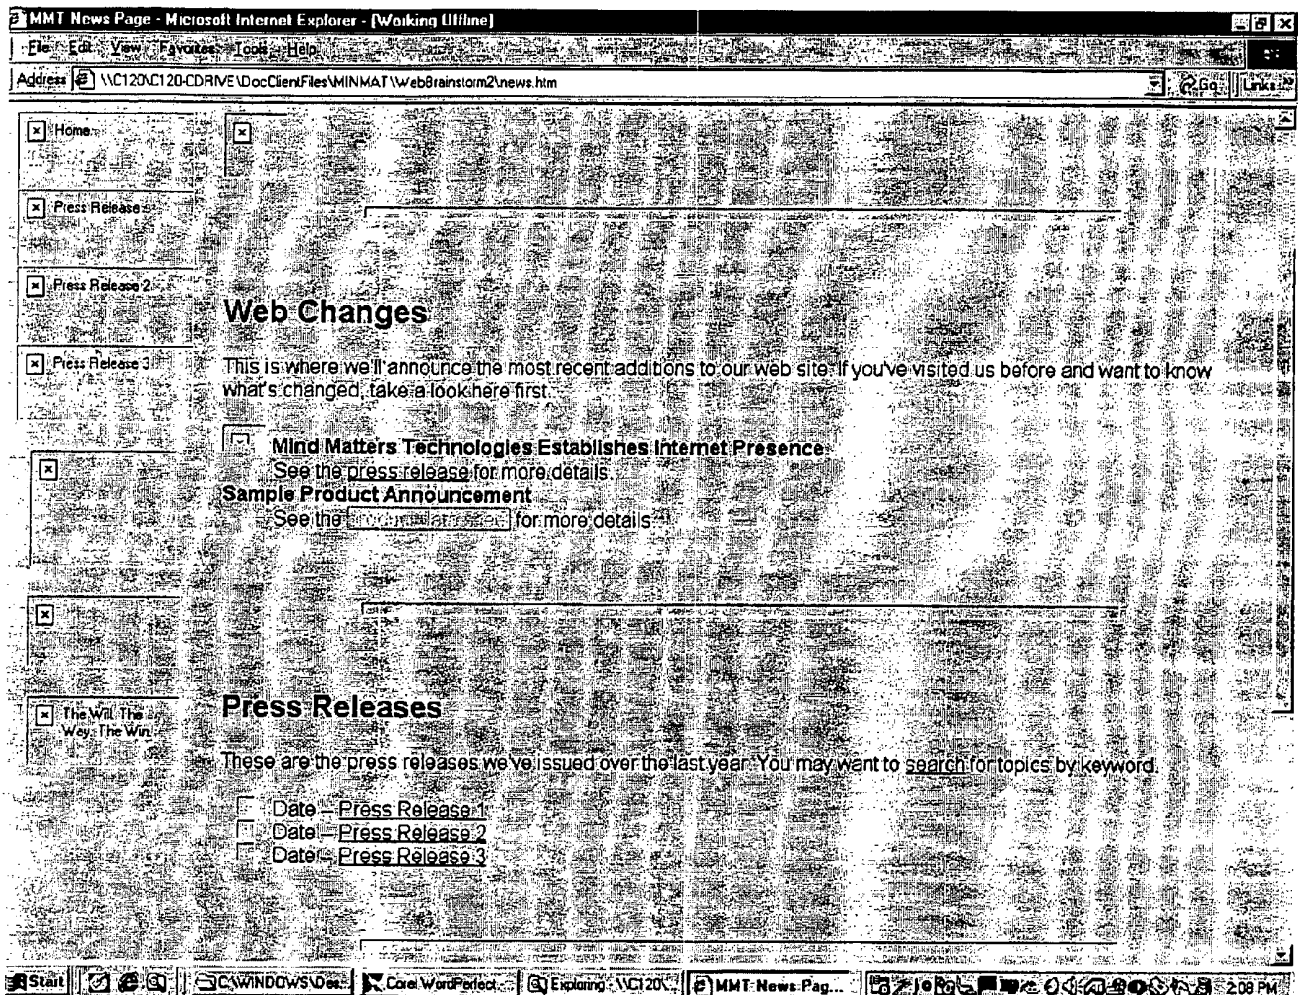 MMT News Page - Microsoft Internet Explorer - [Working Offline]
File Edit View Favorites Tools Help
Address \\C120\C120-CDRIVE\DocClientFiles\MINMAT\WebBrainstorm2\news.htm Go Links
Home
Press Release
Press Release 2
Press Release 3
The Will. The
Way. The Win.
Web Changes
This is where we'll announce the most recent additions to our web site. If you've visited us before and want to know
what's changed, take a look here first.
Mind Matters Technologies Establishes Internet Presence
See the press release for more details.
Sample Product Announcement
See the for more details.
Press Releases
These are the press releases we've issued over the last year. You may want to search for topics by keyword.
Date -- Press Release 1
Date -- Press Release 2
Date -- Press Release 3
Start C:\WINDOWS\Des... Corel WordPerfect... Exploring - \\C120\... MMT News Pag... 2:08 PM